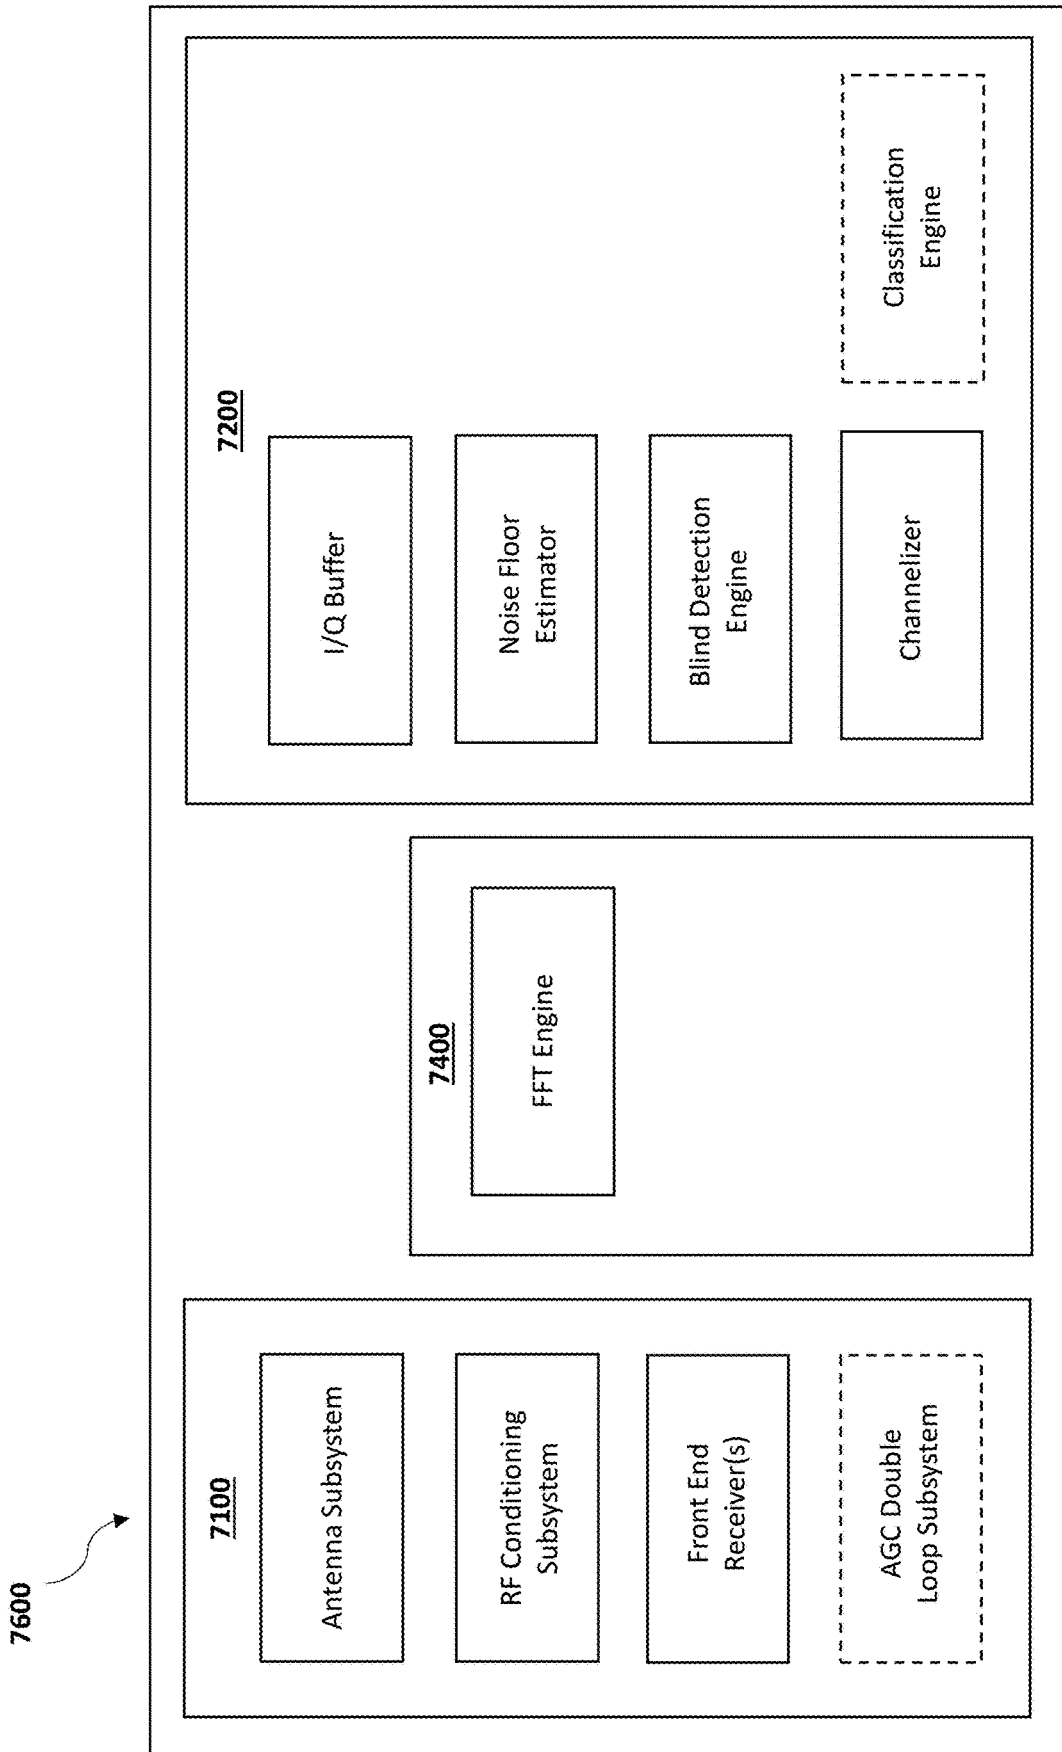 7600
7100
Antenna Subsystem
RF Conditioning
Subsystem
Front End
Receiver(s)
AGC Double
Loop Subsystem
7400
FFT Engine
7200
I/Q Buffer
Noise Floor
Estimator
Blind Detection
Engine
Channelizer
Classification
Engine